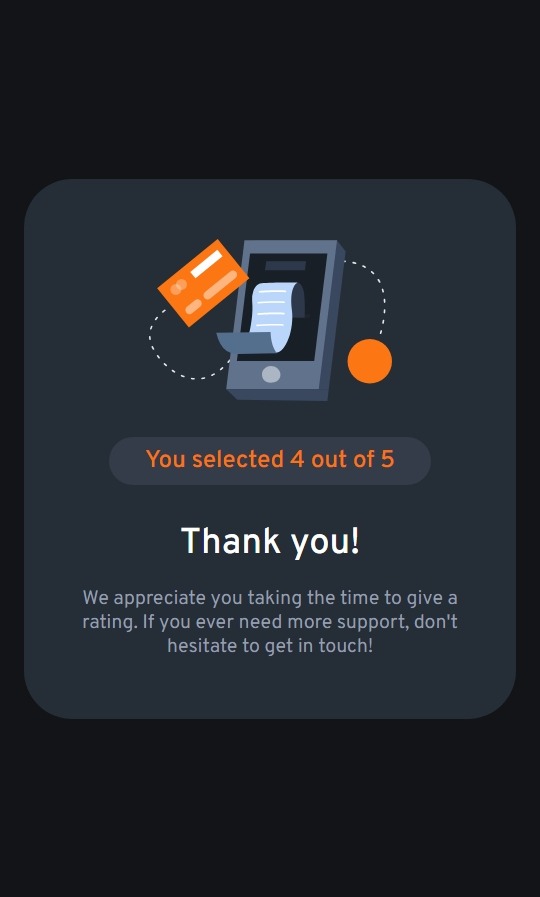 You selected 4 out of 5
Thank you!
We appreciate you taking the time to give a
rating. If you ever need more support, don't
hesitate to get in touch!